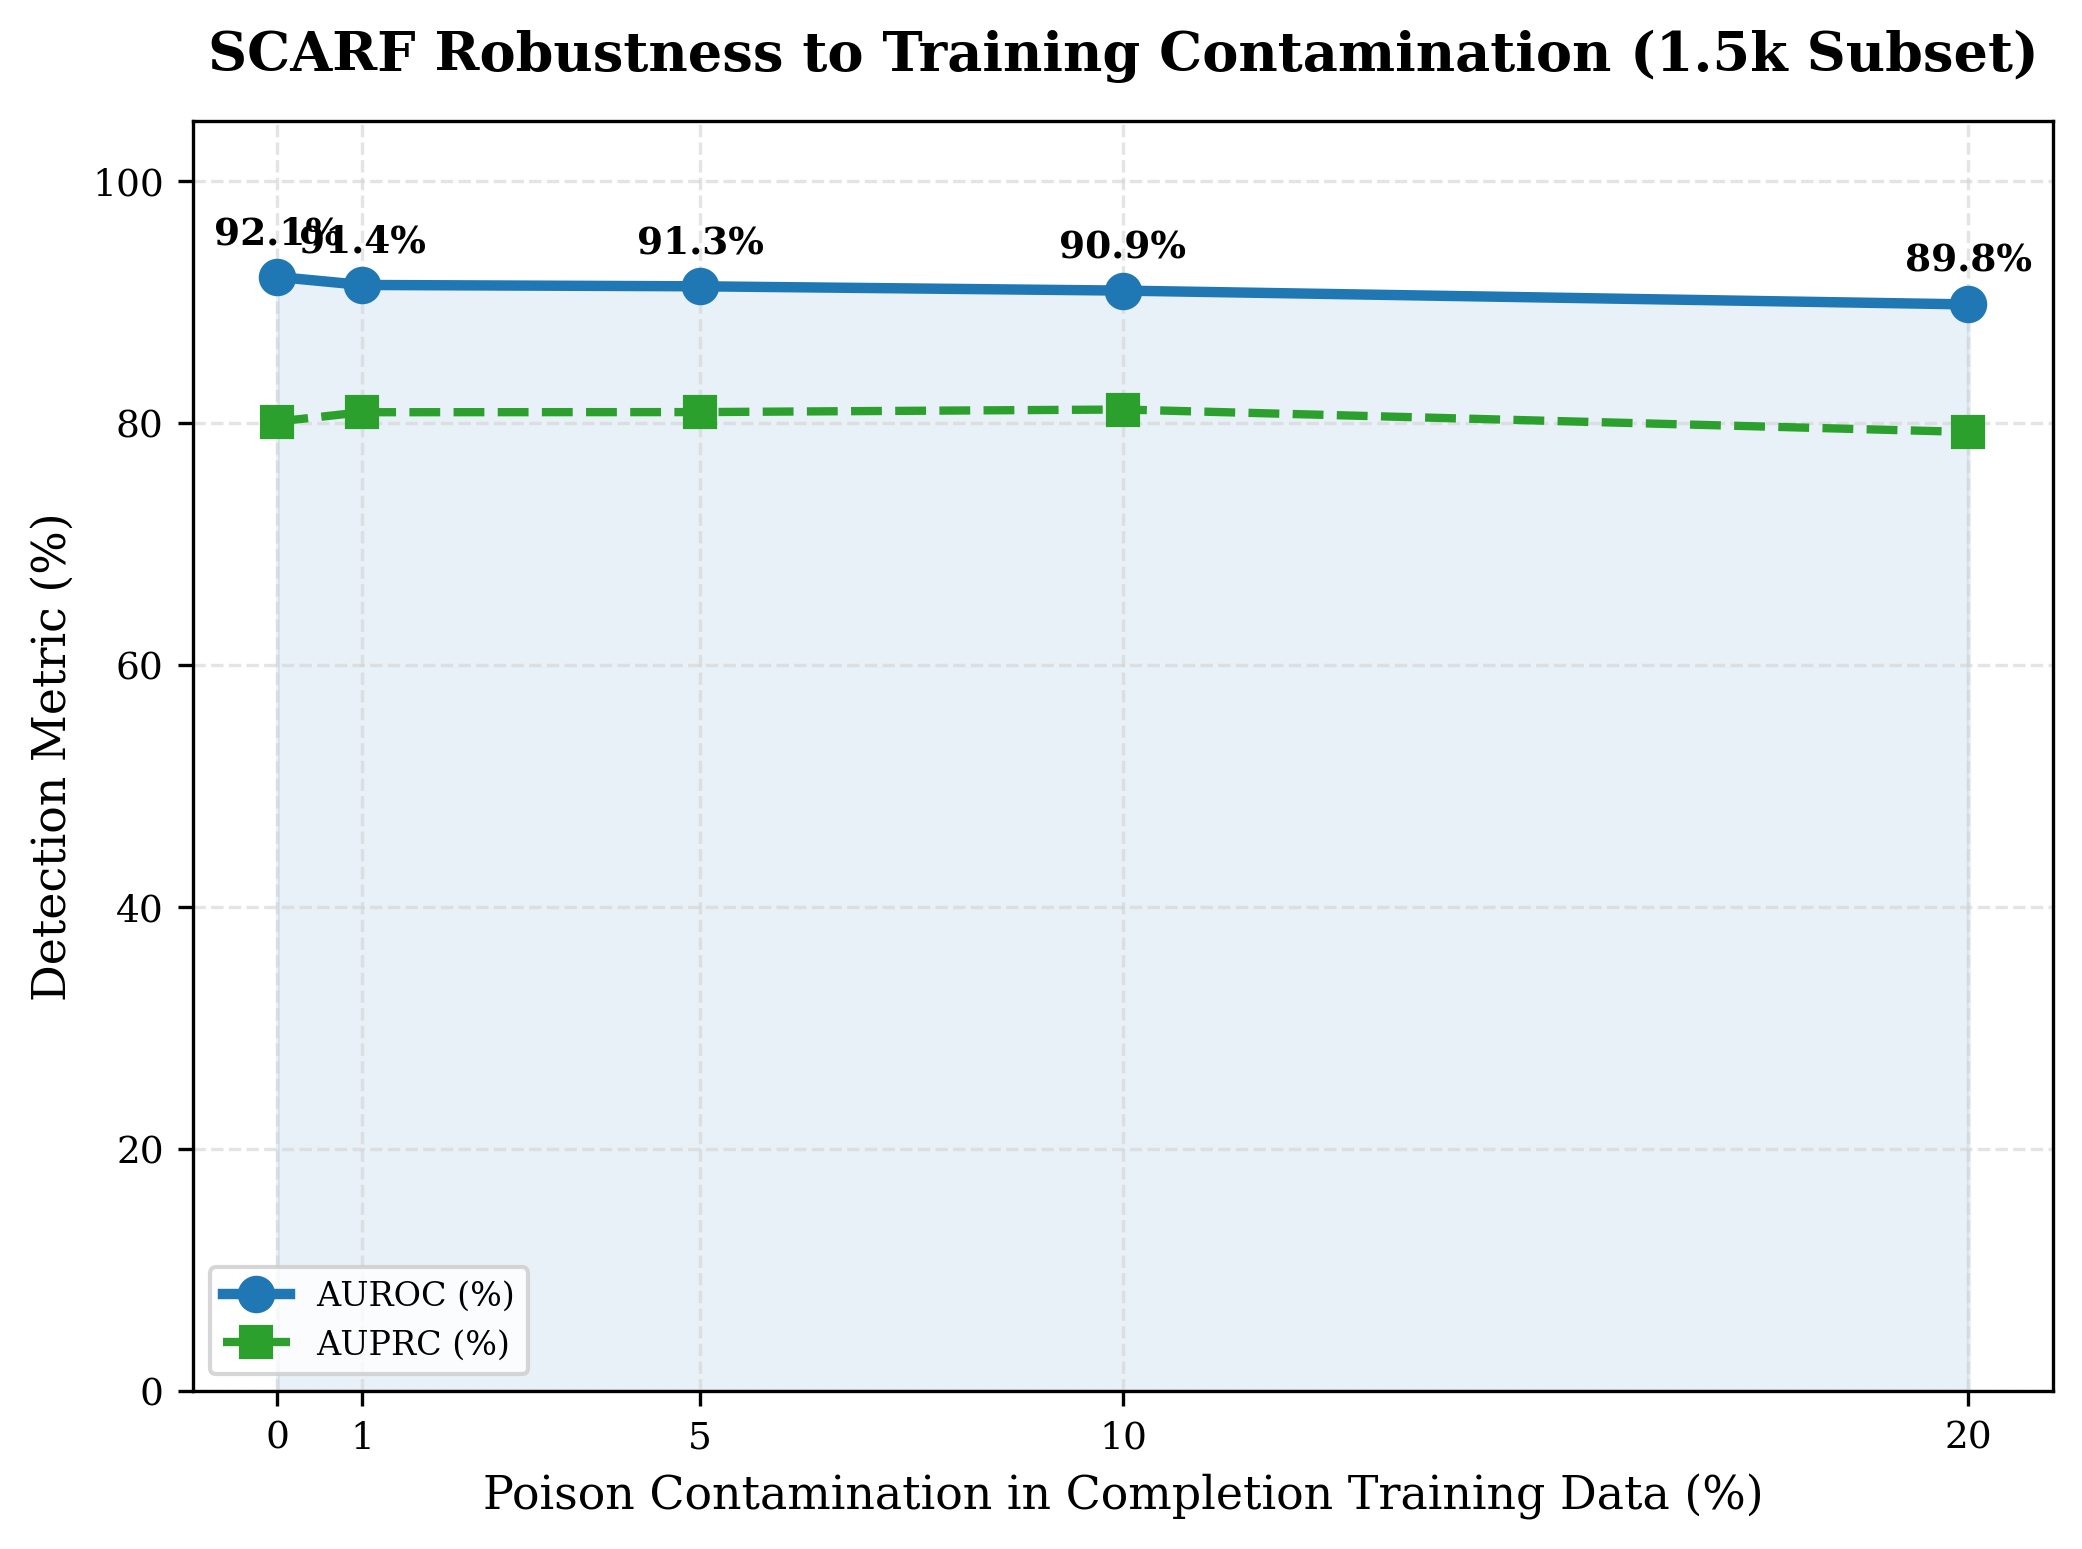 SCARF Robustness to Training Contamination (1.5k Subset)
Detection Metric (%)
100
80
60
40
20
0
92.1%
91.4%
91.3%
90.9%
89.8%
AUROC (%)
AUPRC (%)
0 1 5 10 20
Poison Contamination in Completion Training Data (%)